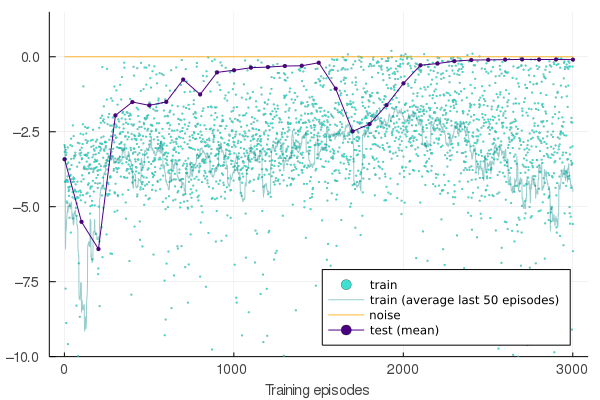 0.0
−2.5
−5.0
−7.5
−10.0
train
train (average last 50 episodes)
noise
test (mean)
0
1000
2000
3000
Training episodes